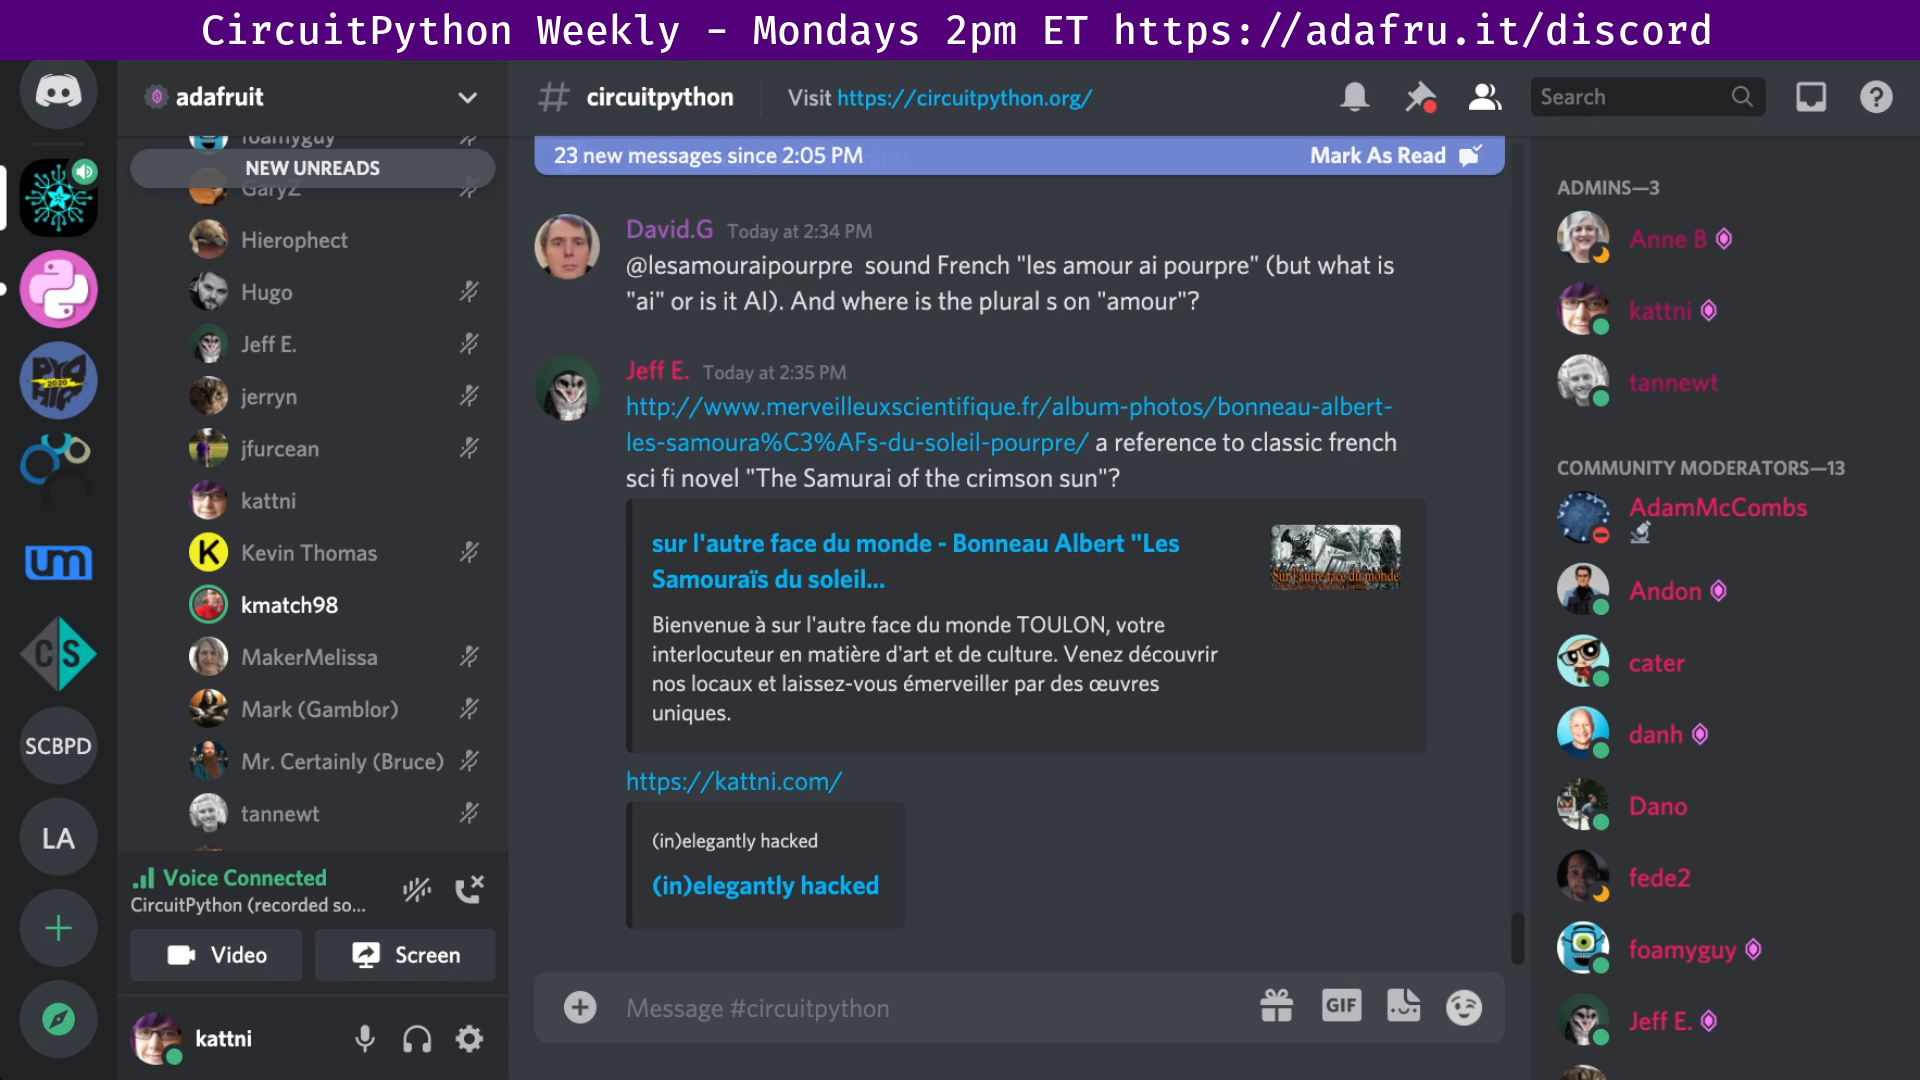 CircuitPython Weekly - Mondays 2pm ET https://adafru.it/discord
adafruit
# circuitpython
Visit https://circuitpython.org/
Search
foamyguy
NEW UNREADS
GaryZ
Hierophect
Hugo
Jeff E.
jerryn
jfurcean
kattni
Kevin Thomas
kmatch98
MakerMelissa
Mark (Gamblor)
Mr. Certainly (Bruce)
tannewt
um
CS
SCBPD
LA
Voice Connected
CircuitPython (recorded so...
Video
Screen
kattni
23 new messages since 2:05 PM
Mark As Read
David.G Today at 2:34 PM
@lesamouraipourpre sound French "les amour ai pourpre" (but what is
"ai" or is it AI). And where is the plural s on "amour"?
Jeff E. Today at 2:35 PM
http://www.merveilleuxscientifique.fr/album-photos/bonneau-albert-
les-samoura%C3%AFs-du-soleil-pourpre/ a reference to classic french
sci fi novel "The Samurai of the crimson sun"?
sur l'autre face du monde - Bonneau Albert "Les
Samouraïs du soleil...
Sur l'autre face du monde
Bienvenue à sur l'autre face du monde TOULON, votre
interlocuteur en matière d'art et de culture. Venez découvrir
nos locaux et laissez-vous émerveiller par des œuvres
uniques.
https://kattni.com/
(in)elegantly hacked
(in)elegantly hacked
Message #circuitpython
GIF
ADMINS—3
Anne B
kattni
tannewt
COMMUNITY MODERATORS—13
AdamMcCombs
Andon
cater
danh
Dano
fede2
foamyguy
Jeff E.